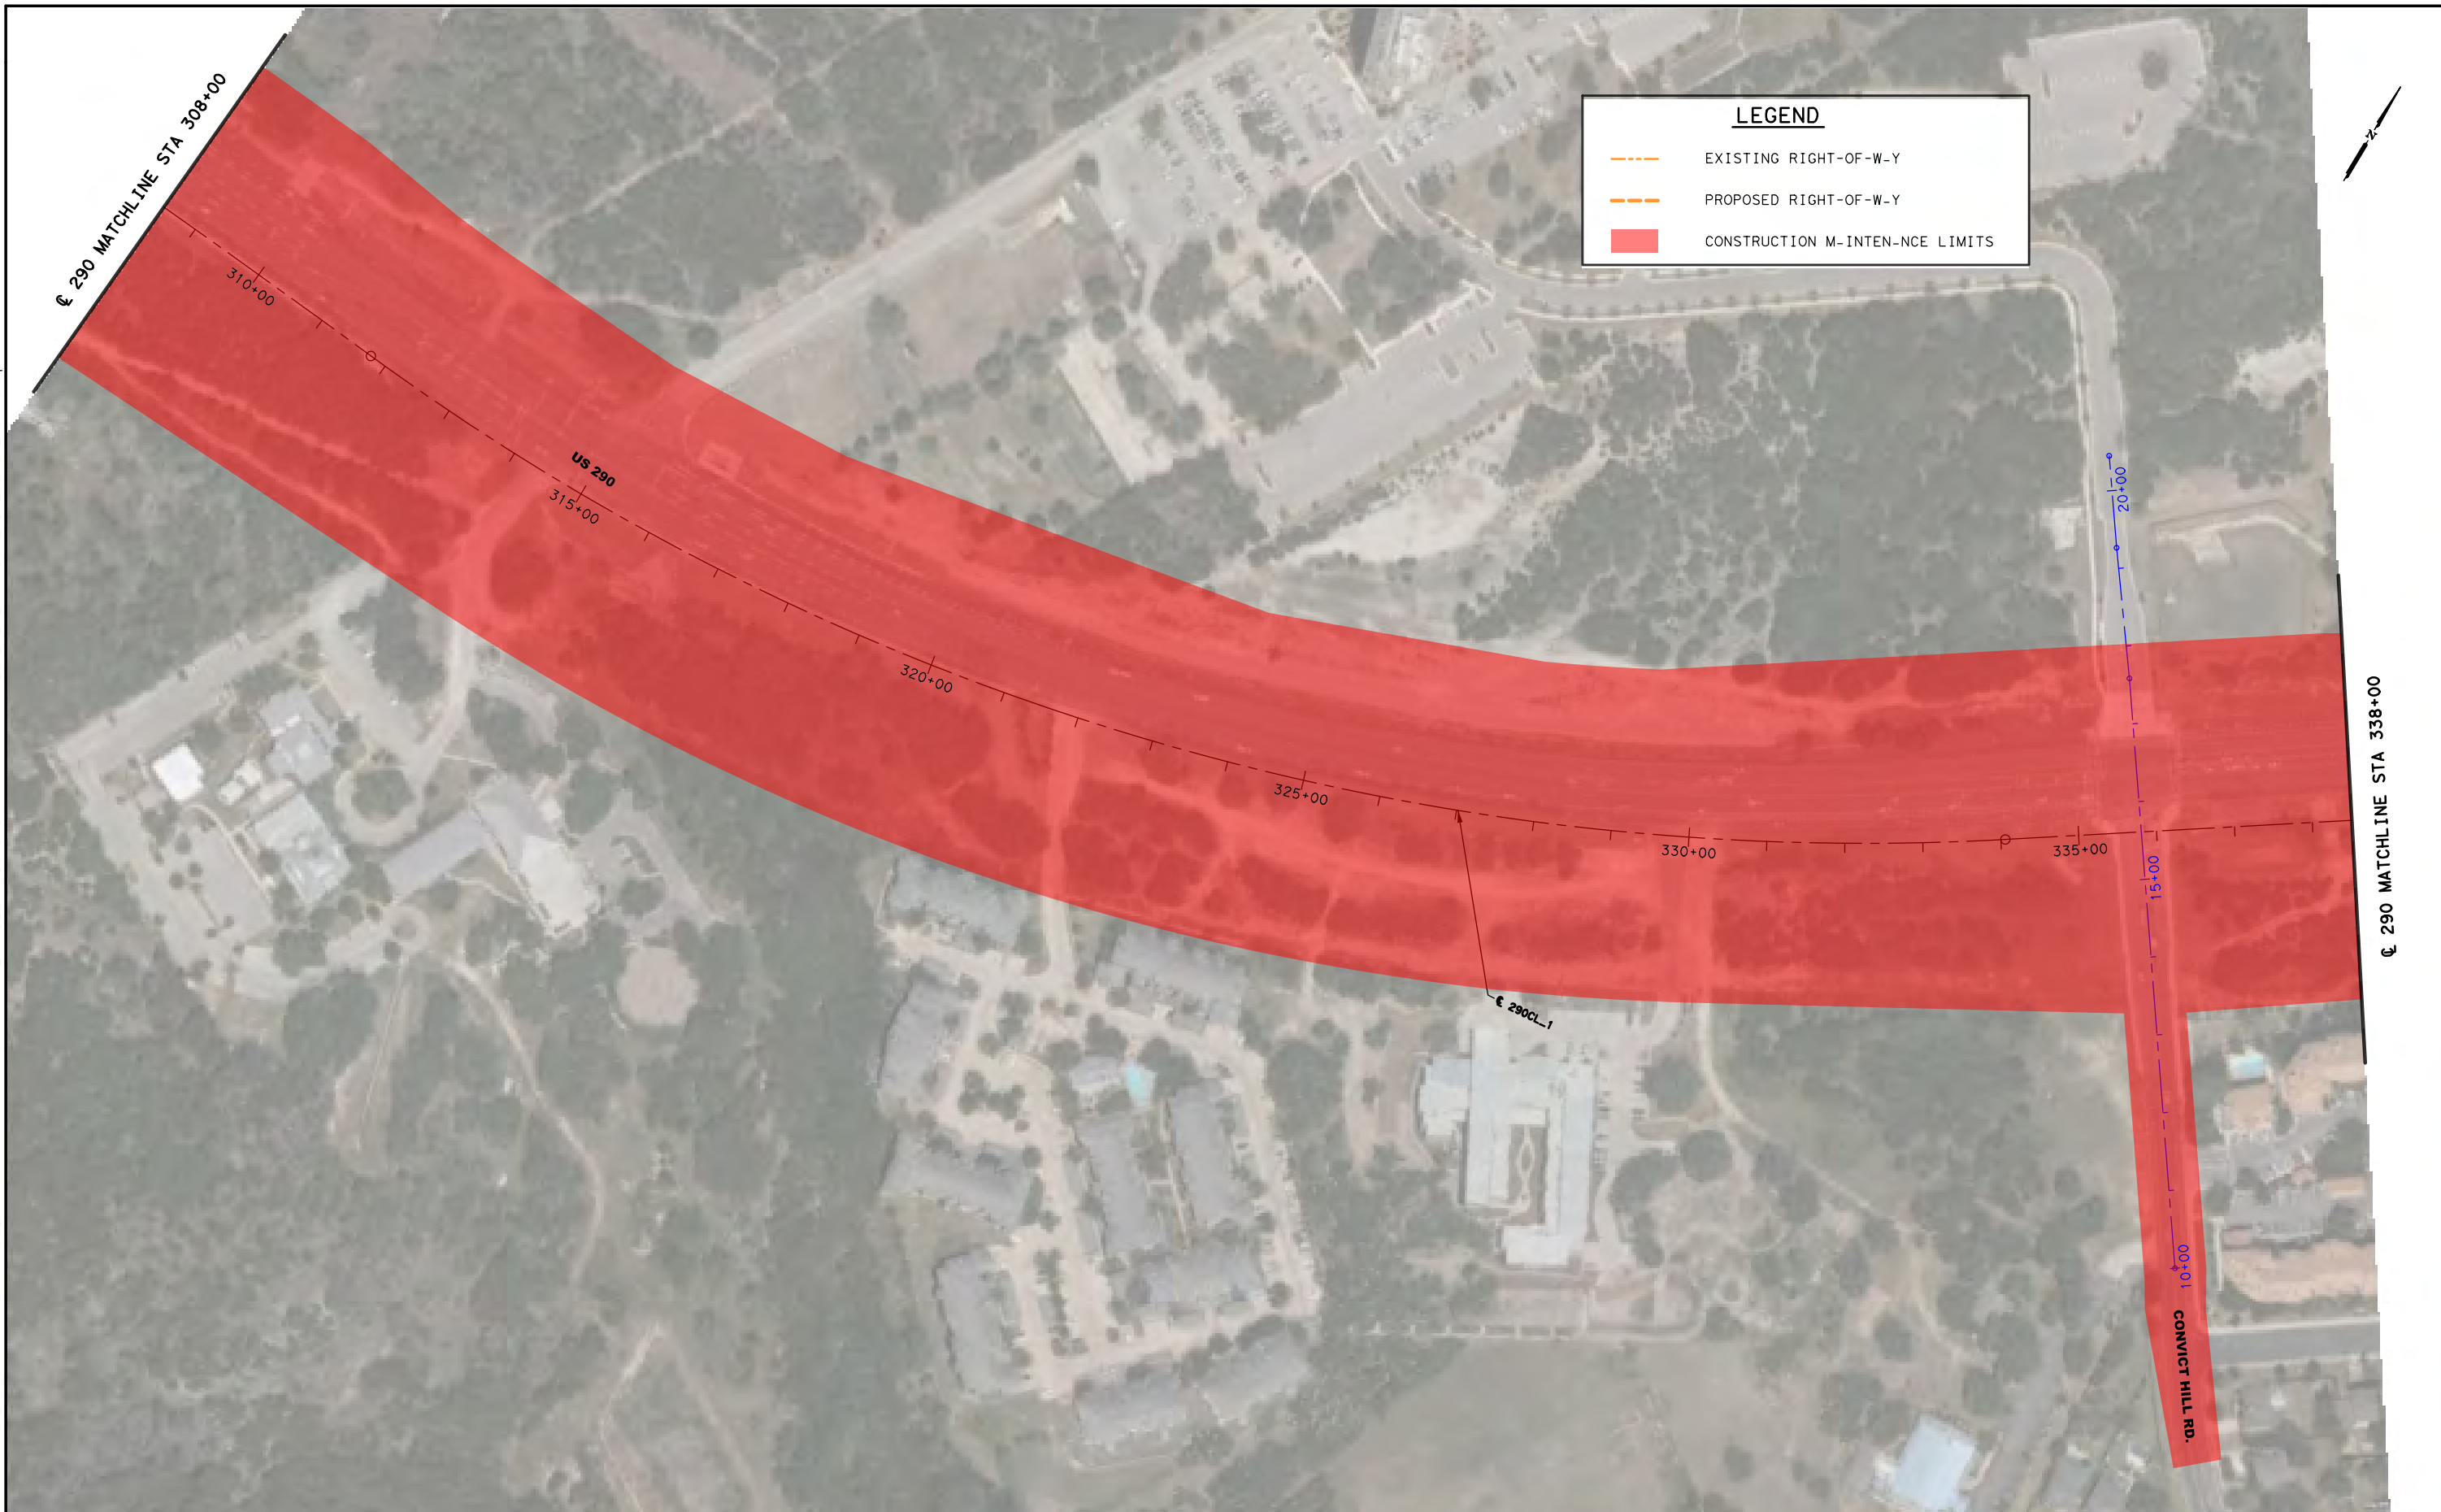 ℄ 290 MATCHLINE STA 308+00
LEGEND
EXISTING RIGHT-OF-W-Y
PROPOSED RIGHT-OF-W-Y
CONSTRUCTION M-INTEN-NCE LIMITS
N
310+00
US 290
315+00
320+00
325+00
330+00
335+00
20+00
15+00
10+00
℄ 290CL_1
CONVICT HILL RD.
℄ 290 MATCHLINE STA 338+00